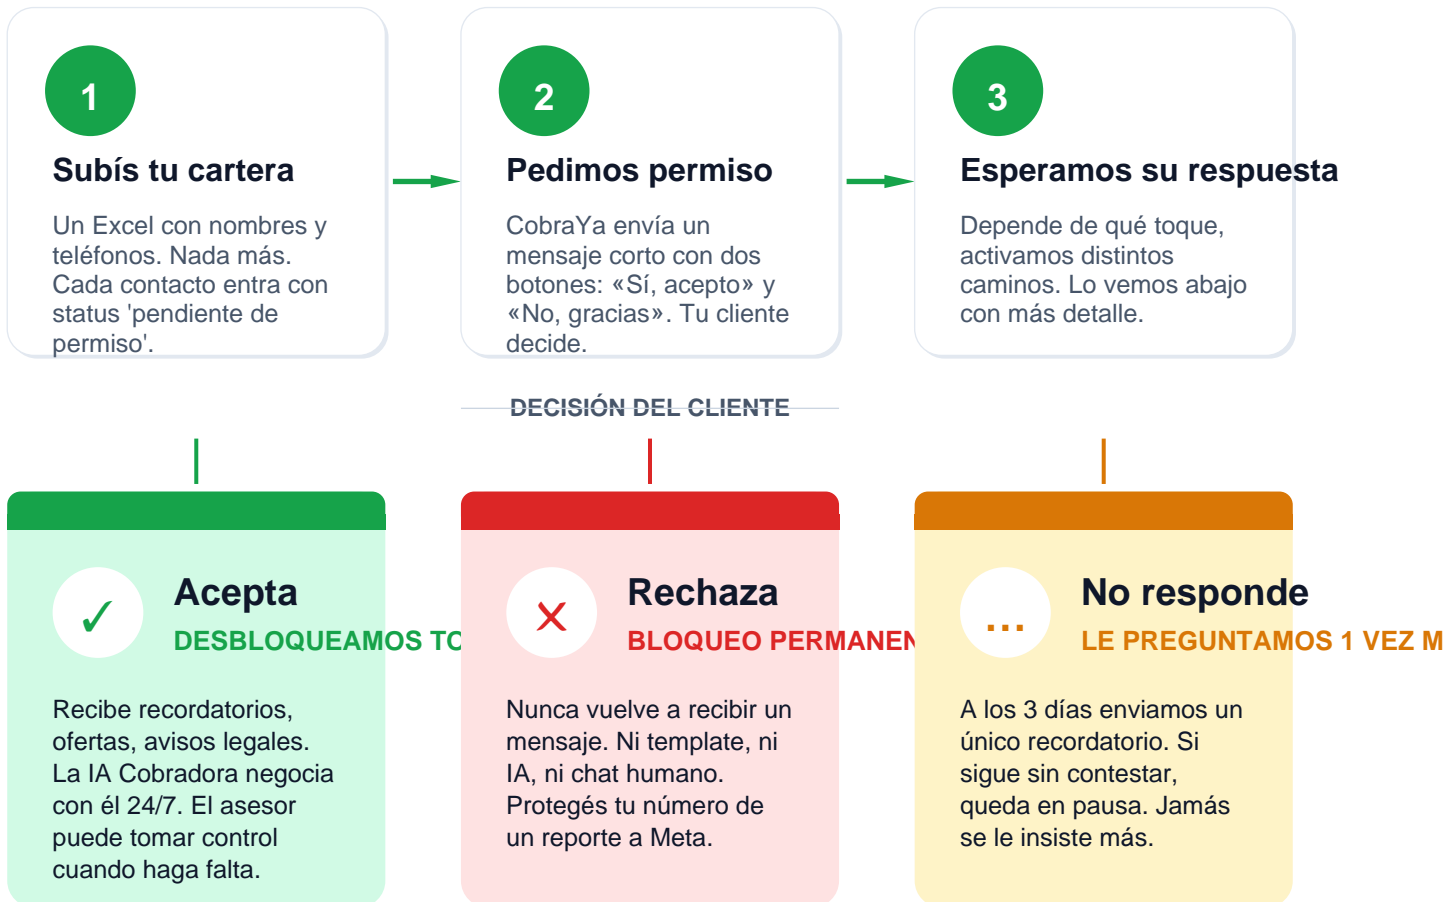 1
Subís tu cartera
Un Excel con nombres y
teléfonos. Nada más.
Cada contacto entra con
status 'pendiente de
permiso'.
2
Pedimos permiso
CobraYa envía un
mensaje corto con dos
botones: «Sí, acepto» y
«No, gracias». Tu cliente
decide.
3
Esperamos su respuesta
Depende de qué toque,
activamos distintos
caminos. Lo vemos abajo
con más detalle.
DECISIÓN DEL CLIENTE
✓
Acepta
DESBLOQUEAMOS TO
Recibe recordatorios,
ofertas, avisos legales.
La IA Cobradora negocia
con él 24/7. El asesor
puede tomar control
cuando haga falta.
✗
Rechaza
BLOQUEO PERMANEN
Nunca vuelve a recibir un
mensaje. Ni template, ni
IA, ni chat humano.
Protegés tu número de
un reporte a Meta.
...
No responde
LE PREGUNTAMOS 1 VEZ M
A los 3 días enviamos un
único recordatorio. Si
sigue sin contestar,
queda en pausa. Jamás
se le insiste más.